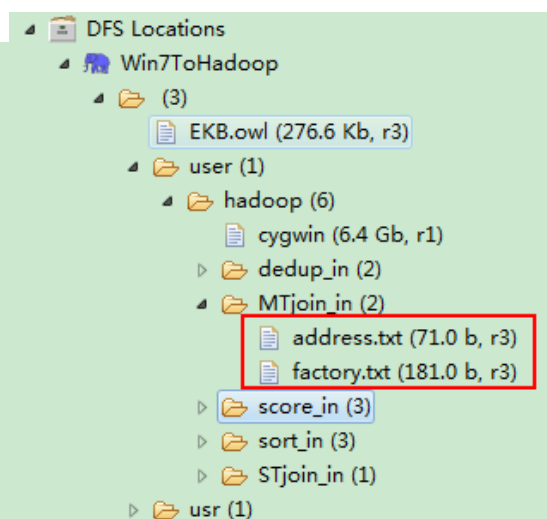 DFS Locations
Win7ToHadoop
(3)
EKB.owl (276.6 Kb, r3)
user (1)
hadoop (6)
cygwin (6.4 Gb, r1)
dedup_in (2)
MTjoin_in (2)
address.txt (71.0 b, r3)
factory.txt (181.0 b, r3)
score_in (3)
sort_in (3)
STjoin_in (1)
usr (1)